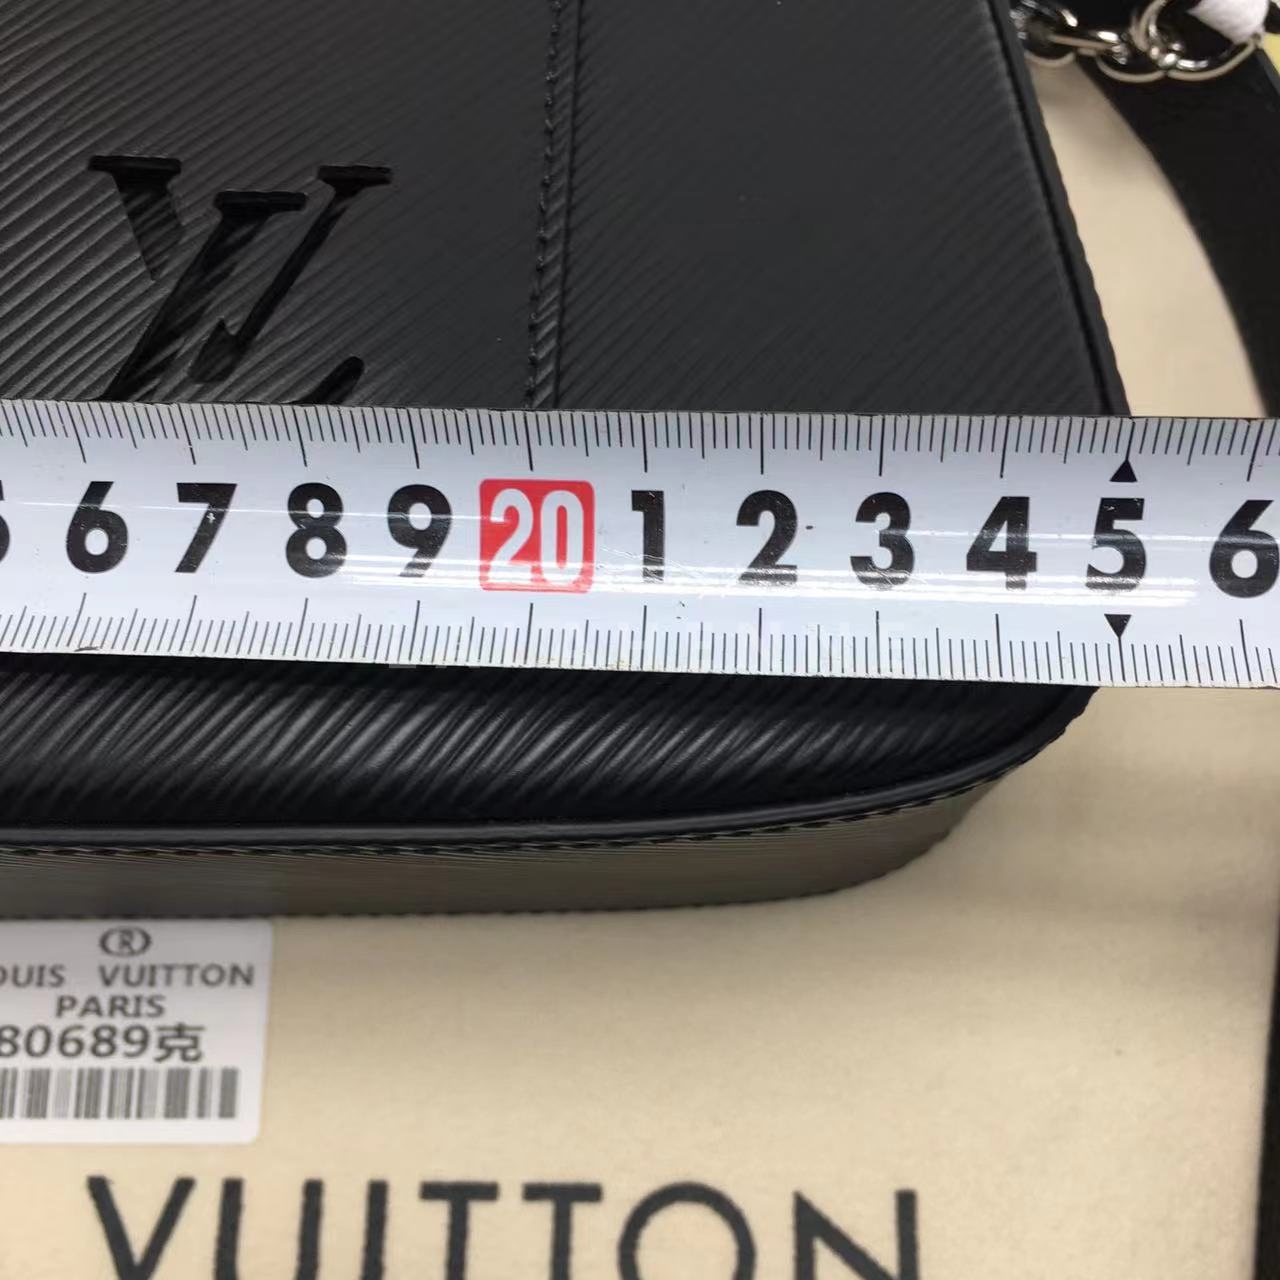 LV
6 7 8 9 20 1 2 3 4 5 6
®
OUIS VUITTON
PARIS
80689克
VUITTON